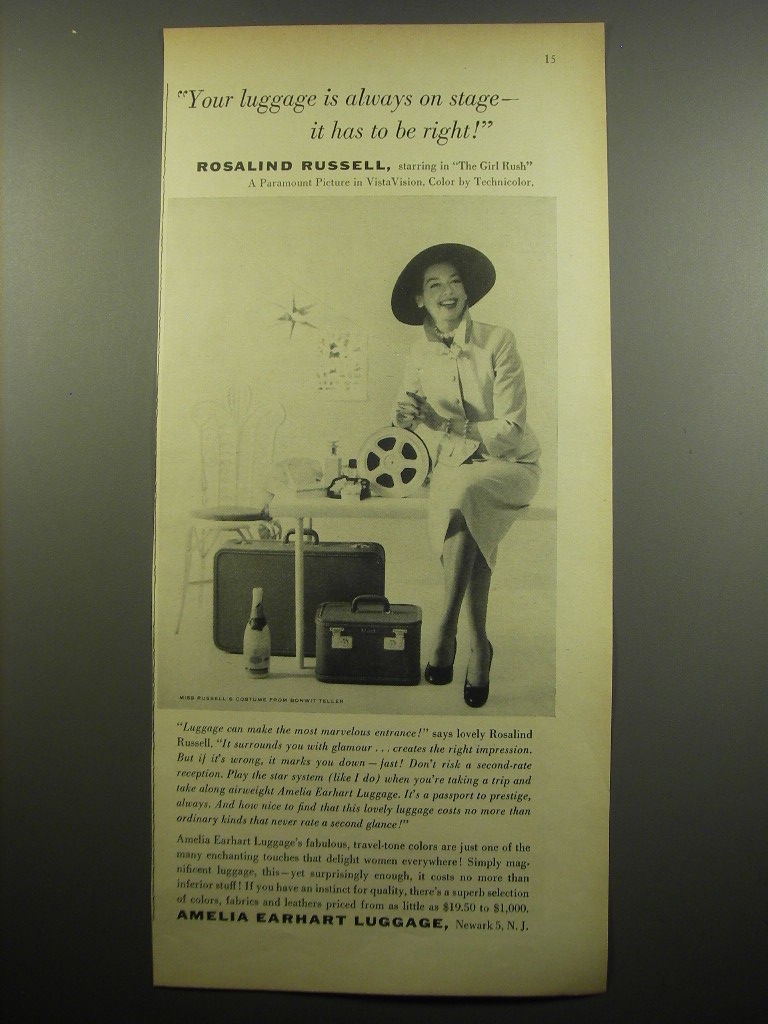 15
"Your luggage is always on stage—
it has to be right!"
ROSALIND RUSSELL, starring in "The Girl Rush"
A Paramount Picture in VistaVision. Color by Technicolor.
MISS RUSSELL'S COSTUME FROM BONWIT TELLER
"Luggage can make the most marvelous entrance!" says lovely Rosalind
Russell. "It surrounds you with glamour . . . creates the right impression.
But if it's wrong, it marks you down — fast! Don't risk a second-rate
reception. Play the star system (like I do) when you're taking a trip and
take along airweight Amelia Earhart Luggage. It's a passport to prestige,
always. And how nice to find that this lovely luggage costs no more than
ordinary kinds that never rate a second glance!"
Amelia Earhart Luggage's fabulous, travel-tone colors are just one of the
many enchanting touches that delight women everywhere! Simply mag-
nificent luggage, this—yet surprisingly enough, it costs no more than
inferior stuff! If you have an instinct for quality, there's a superb selection
of colors, fabrics and leathers priced from as little as $19.50 to $1,000.
AMELIA EARHART LUGGAGE, Newark 5, N. J.